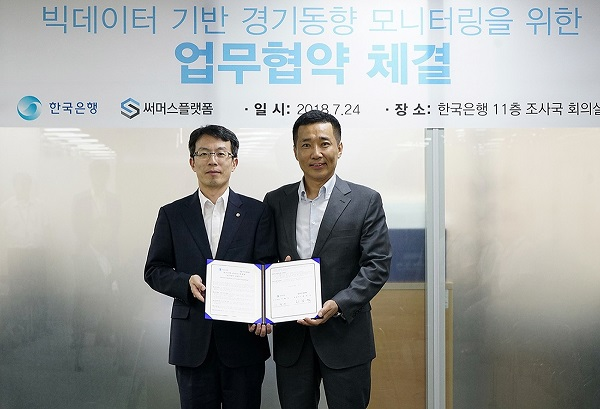 빅데이터 기반 경기동향 모니터링을 위한
업무협약 체결
한국은행 써머스플랫폼 · 일 시: 2018.7.24 · 장 소: 한국은행 11층 조사국 회의실